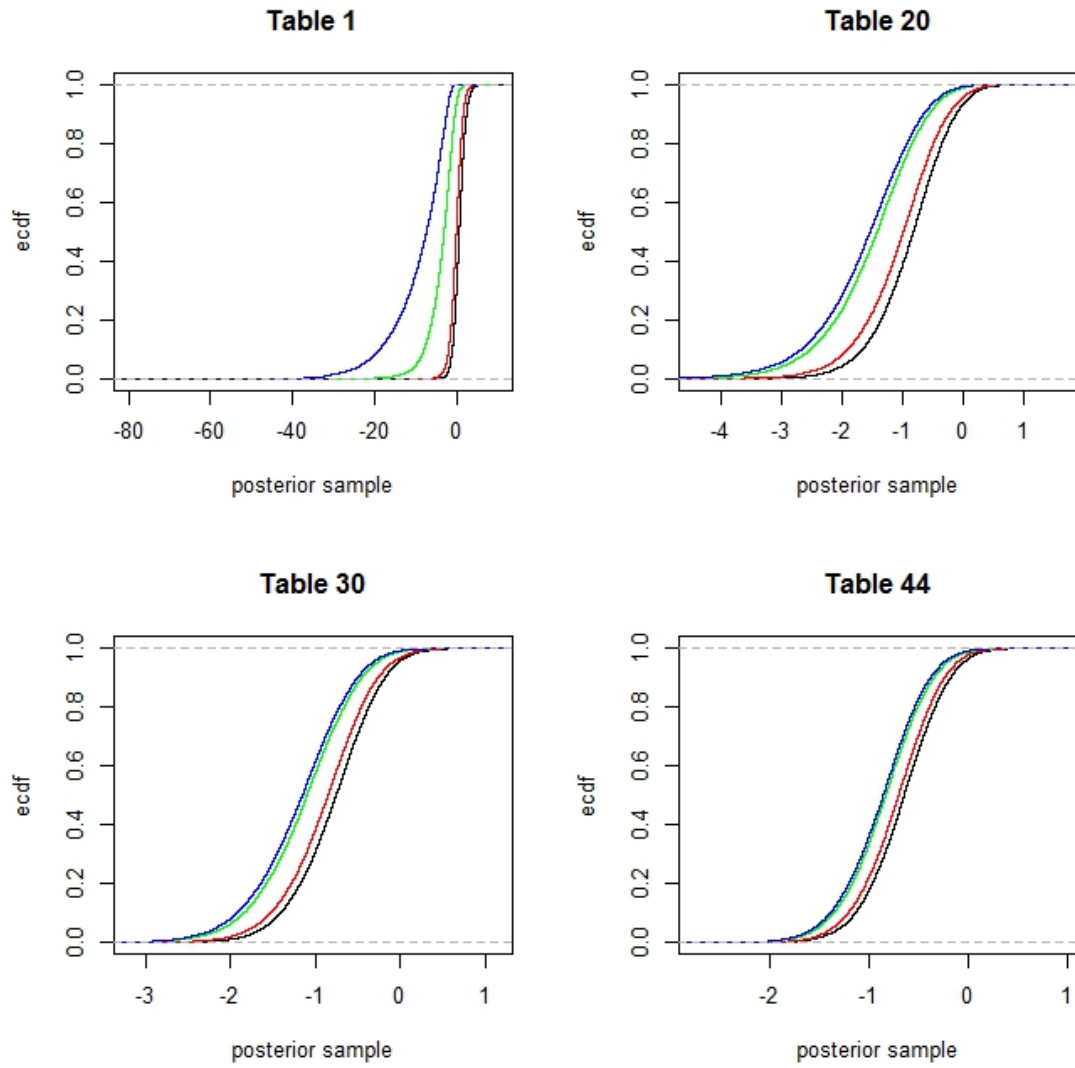 Table 1
1.0
0.8
0.6
0.4
0.2
0.0
ecdf
-80 -60 -40 -20 0
posterior sample
Table 20
1.0
0.8
0.6
0.4
0.2
0.0
ecdf
-4 -3 -2 -1 0 1
posterior sample
Table 30
1.0
0.8
0.6
0.4
0.2
0.0
ecdf
-3 -2 -1 0 1
posterior sample
Table 44
1.0
0.8
0.6
0.4
0.2
0.0
ecdf
-2 -1 0 1
posterior sample